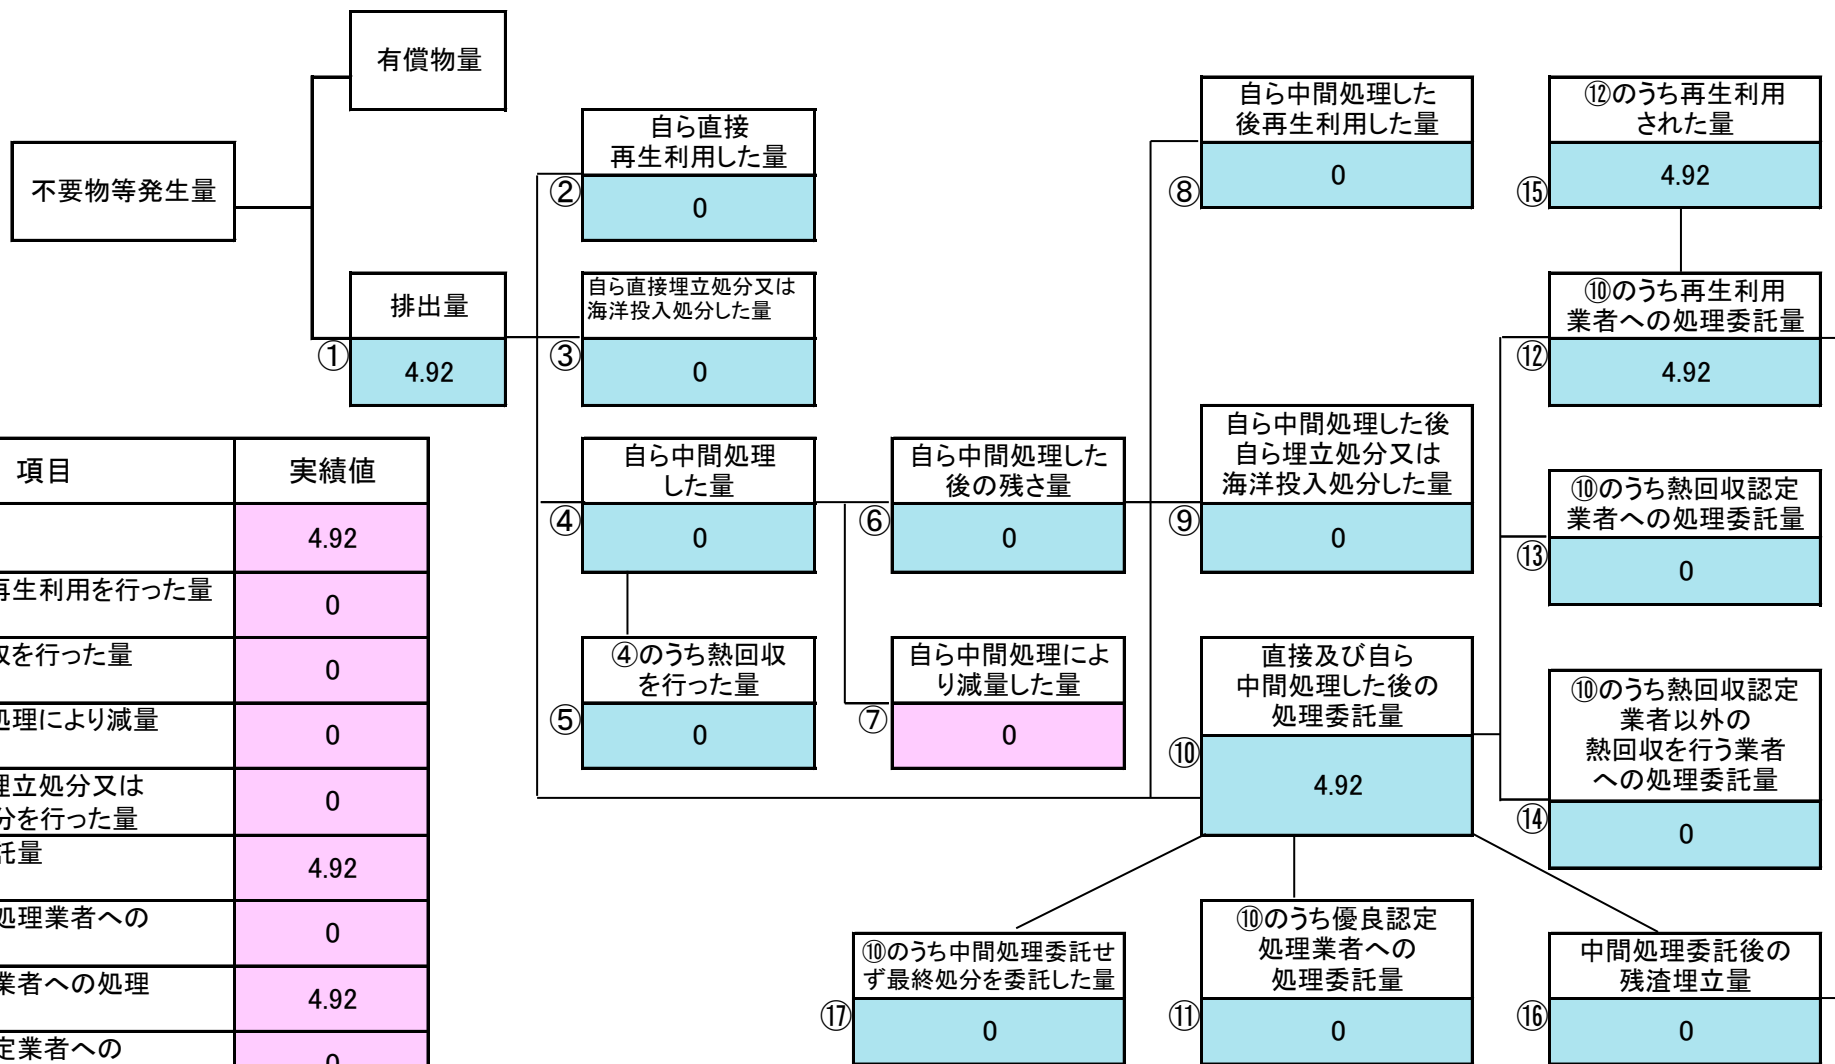 有償物量
不要物等発生量
排出量
①
4.92
自ら直接
再生利用した量
②
0
自ら直接埋立処分又は
海洋投入処分した量
③
0
自ら中間処理
した量
④
0
④のうち熱回収
を行った量
⑤
0
自ら中間処理した
後の残さ量
⑥
0
自ら中間処理によ
り減量した量
⑦
0
自ら中間処理した
後再生利用した量
⑧
0
自ら中間処理した後
自ら埋立処分又は
海洋投入処分した量
⑨
0
直接及び自ら
中間処理した後の
処理委託量
⑩
4.92
⑫のうち再生利用
された量
⑮
4.92
⑩のうち再生利用
業者への処理委託量
⑫
4.92
⑩のうち熱回収認定
業者への処理委託量
⑬
0
⑩のうち熱回収認定
業者以外の
熱回収を行う業者
への処理委託量
⑭
0
⑩のうち中間処理委託せ
ず最終処分を委託した量
⑰
0
⑩のうち優良認定
処理業者への
処理委託量
⑪
0
中間処理委託後の
残渣埋立量
⑯
0
項目
実績値
4.92
再生利用を行った量
0
を行った量
0
処理により減量
0
埋立処分又は
分を行った量
0
託量
4.92
処理業者への
0
業者への処理
4.92
定業者への
0